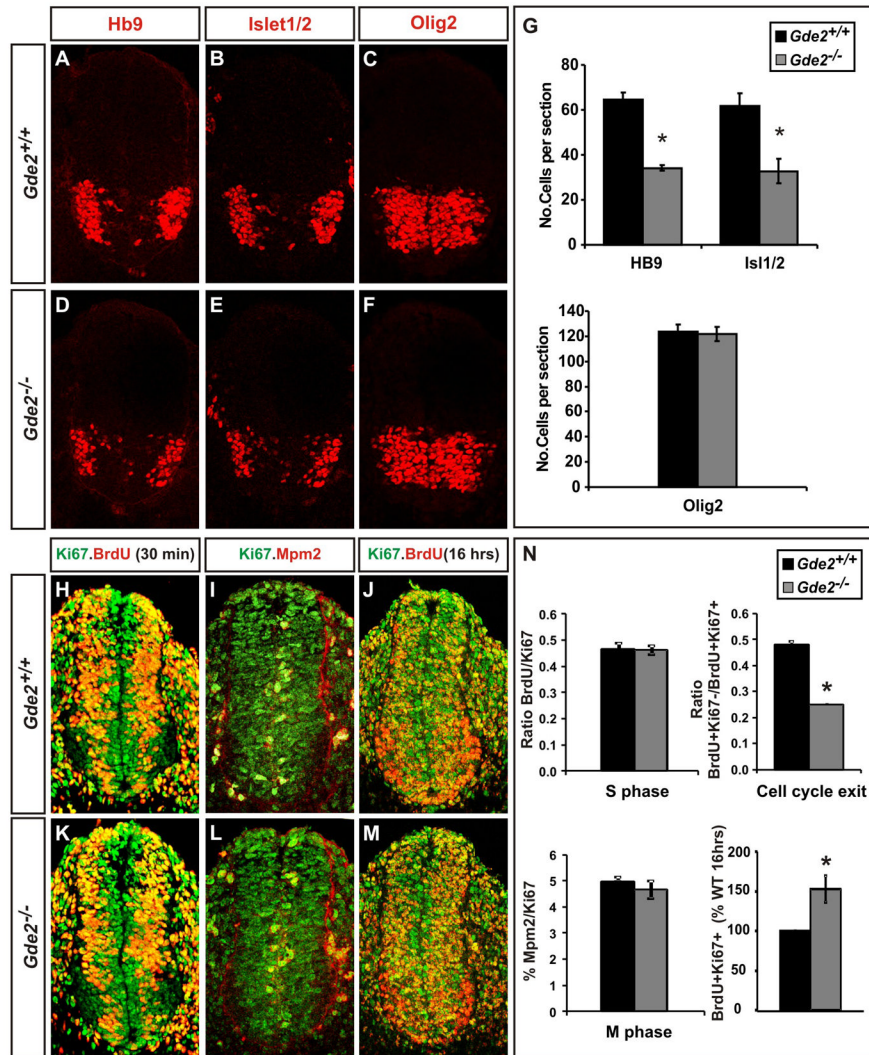 Hb9
Islet1/2
Olig2
Gde2+/+
A
B
C
Gde2-/-
D
E
F
G
Gde2+/+
Gde2-/-
No.Cells per section
80
60
40
20
0
*
*
HB9
Isl1/2
No.Cells per section
140
120
100
80
60
40
20
0
Olig2
Ki67.BrdU (30 min)
Ki67.Mpm2
Ki67.BrdU(16 hrs)
Gde2+/+
H
I
J
Gde2-/-
K
L
M
N
Gde2+/+
Gde2-/-
Ratio BrdU/Ki67
0.6
0.5
0.4
0.3
0.2
0.1
0.0
S phase
Ratio
BrdU+Ki67-/BrdU+Ki67+
0.6
0.5
0.4
0.3
0.2
0.1
0.0
*
Cell cycle exit
% Mpm2/Ki67
6
5
4
3
2
1
0
M phase
BrdU+Ki67+ (% WT 16hrs)
200
150
100
50
0
*